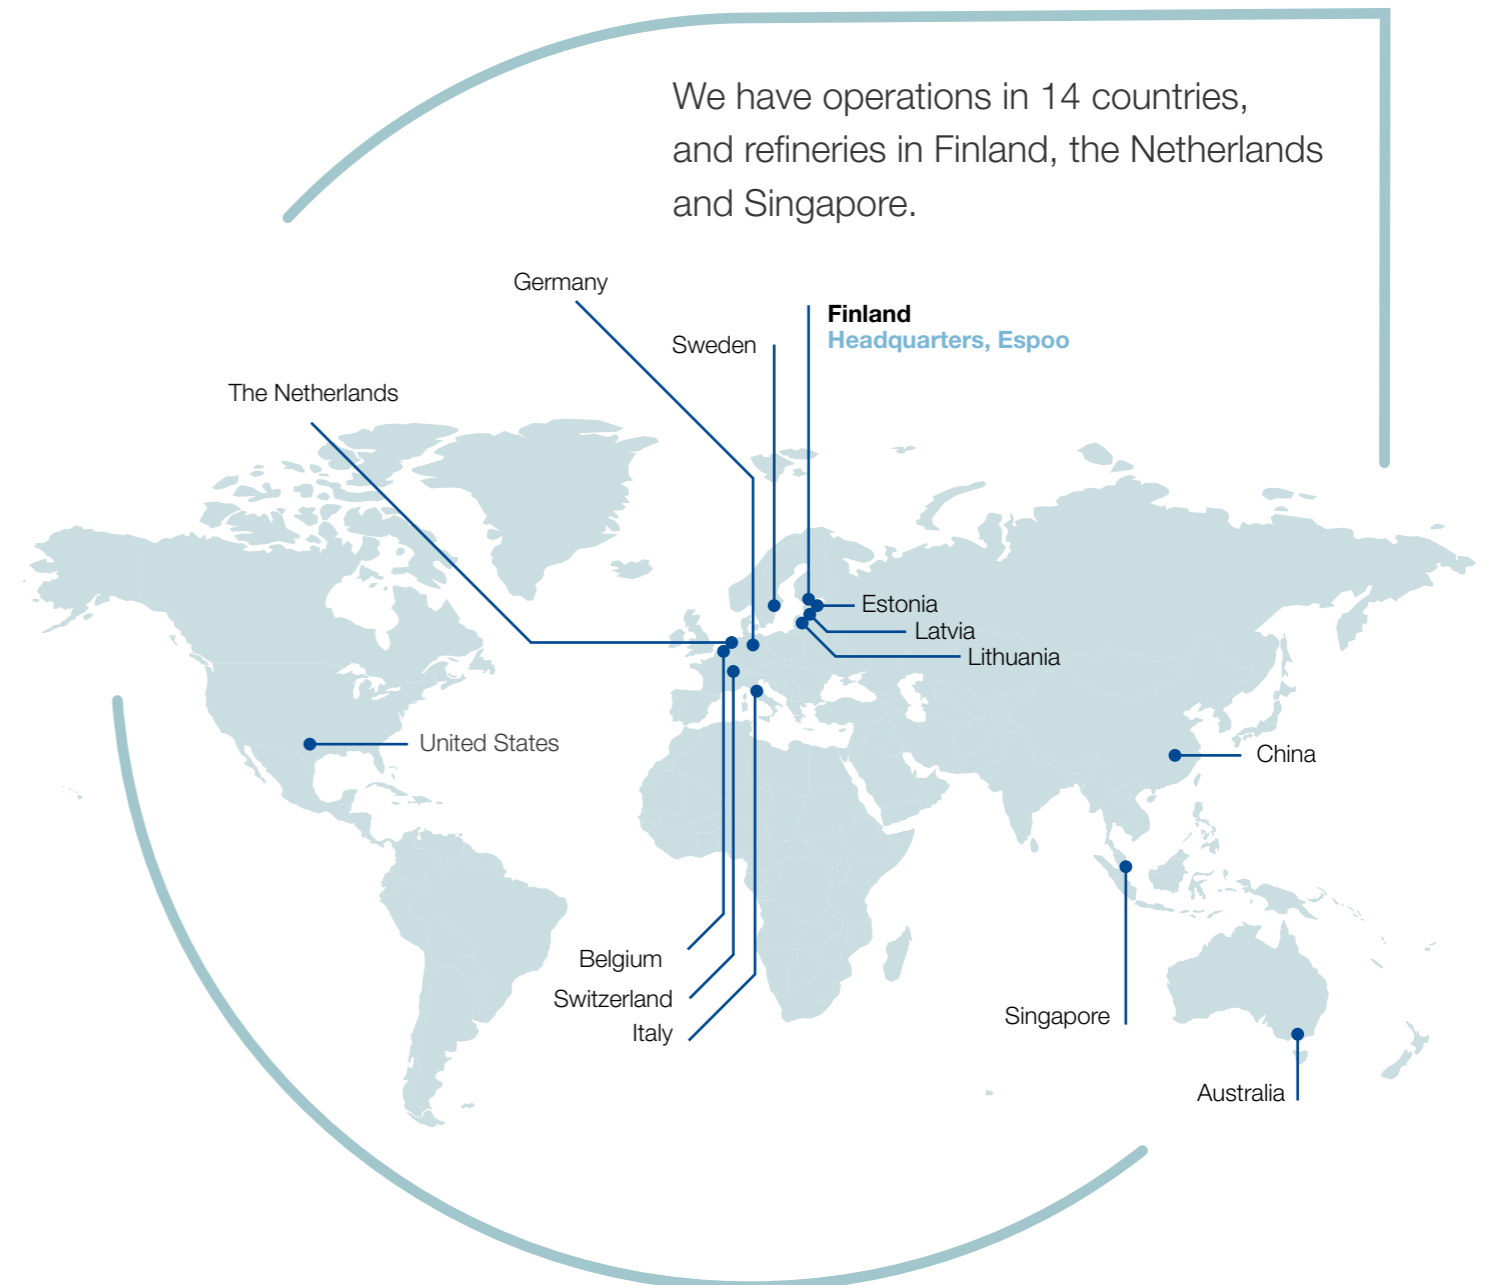 We have operations in 14 countries,
and refineries in Finland, the Netherlands
and Singapore.
Germany
Finland
Headquarters, Espoo
Sweden
The Netherlands
Estonia
Latvia
Lithuania
United States
China
Belgium
Switzerland
Italy
Singapore
Australia